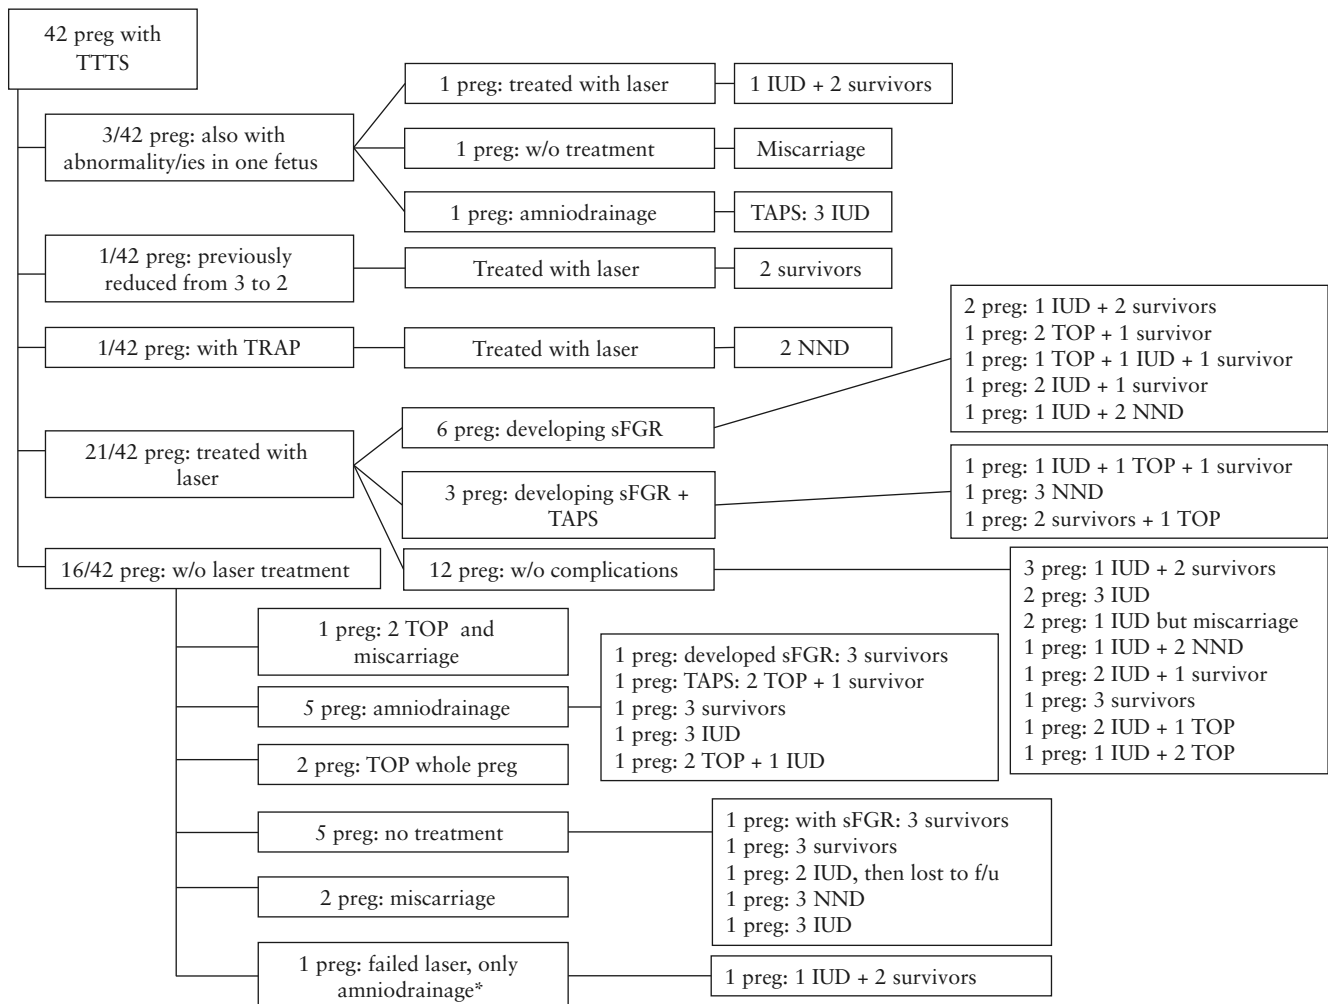 42 preg with
TTTS
3/42 preg: also with
abnormality/ies in one fetus
1 preg: treated with laser
1 IUD + 2 survivors
1 preg: w/o treatment
Miscarriage
1 preg: amniodrainage
TAPS: 3 IUD
1/42 preg: previously
reduced from 3 to 2
Treated with laser
2 survivors
1/42 preg: with TRAP
Treated with laser
2 NND
21/42 preg: treated with
laser
6 preg: developing sFGR
2 preg: 1 IUD + 2 survivors
1 preg: 2 TOP + 1 survivor
1 preg: 1 TOP + 1 IUD + 1 survivor
1 preg: 2 IUD + 1 survivor
1 preg: 1 IUD + 2 NND
3 preg: developing sFGR +
TAPS
1 preg: 1 IUD + 1 TOP + 1 survivor
1 preg: 3 NND
1 preg: 2 survivors + 1 TOP
12 preg: w/o complications
3 preg: 1 IUD + 2 survivors
2 preg: 3 IUD
2 preg: 1 IUD but miscarriage
1 preg: 1 IUD + 2 NND
1 preg: 2 IUD + 1 survivor
1 preg: 3 survivors
1 preg: 2 IUD + 1 TOP
1 preg: 1 IUD + 2 TOP
16/42 preg: w/o laser treatment
1 preg: 2 TOP and
miscarriage
5 preg: amniodrainage
1 preg: developed sFGR: 3 survivors
1 preg: TAPS: 2 TOP + 1 survivor
1 preg: 3 survivors
1 preg: 3 IUD
1 preg: 2 TOP + 1 IUD
2 preg: TOP whole preg
5 preg: no treatment
1 preg: with sFGR: 3 survivors
1 preg: 3 survivors
1 preg: 2 IUD, then lost to f/u
1 preg: 3 NND
1 preg: 3 IUD
2 preg: miscarriage
1 preg: failed laser, only
amniodrainage*
1 preg: 1 IUD + 2 survivors